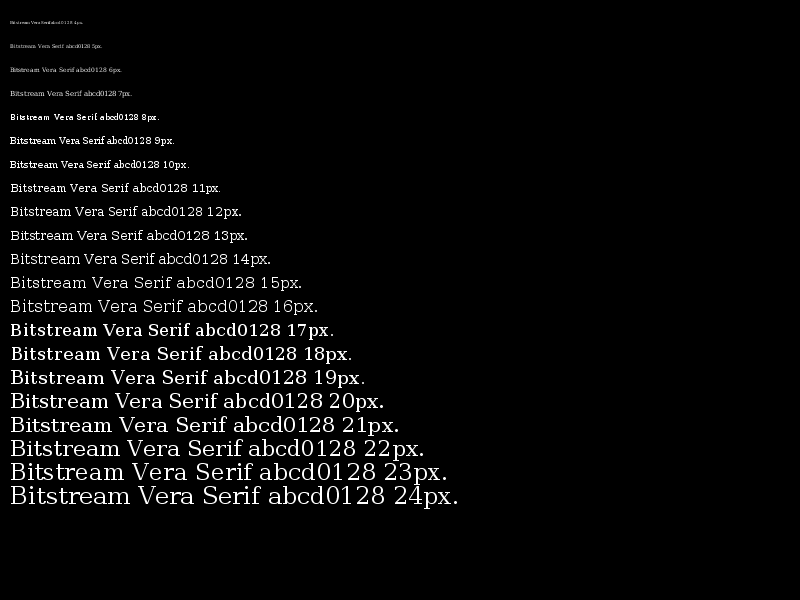 Bitstream Vera Serif abcd0128 4px.
Bitstream Vera Serif abcd0128 5px.
Bitstream Vera Serif abcd0128 6px.
Bitstream Vera Serif abcd0128 7px.
Bitstream Vera Serif abcd0128 8px.
Bitstream Vera Serif abcd0128 9px.
Bitstream Vera Serif abcd0128 10px.
Bitstream Vera Serif abcd0128 11px.
Bitstream Vera Serif abcd0128 12px.
Bitstream Vera Serif abcd0128 13px.
Bitstream Vera Serif abcd0128 14px.
Bitstream Vera Serif abcd0128 15px.
Bitstream Vera Serif abcd0128 16px.
Bitstream Vera Serif abcd0128 17px.
Bitstream Vera Serif abcd0128 18px.
Bitstream Vera Serif abcd0128 19px.
Bitstream Vera Serif abcd0128 20px.
Bitstream Vera Serif abcd0128 21px.
Bitstream Vera Serif abcd0128 22px.
Bitstream Vera Serif abcd0128 23px.
Bitstream Vera Serif abcd0128 24px.